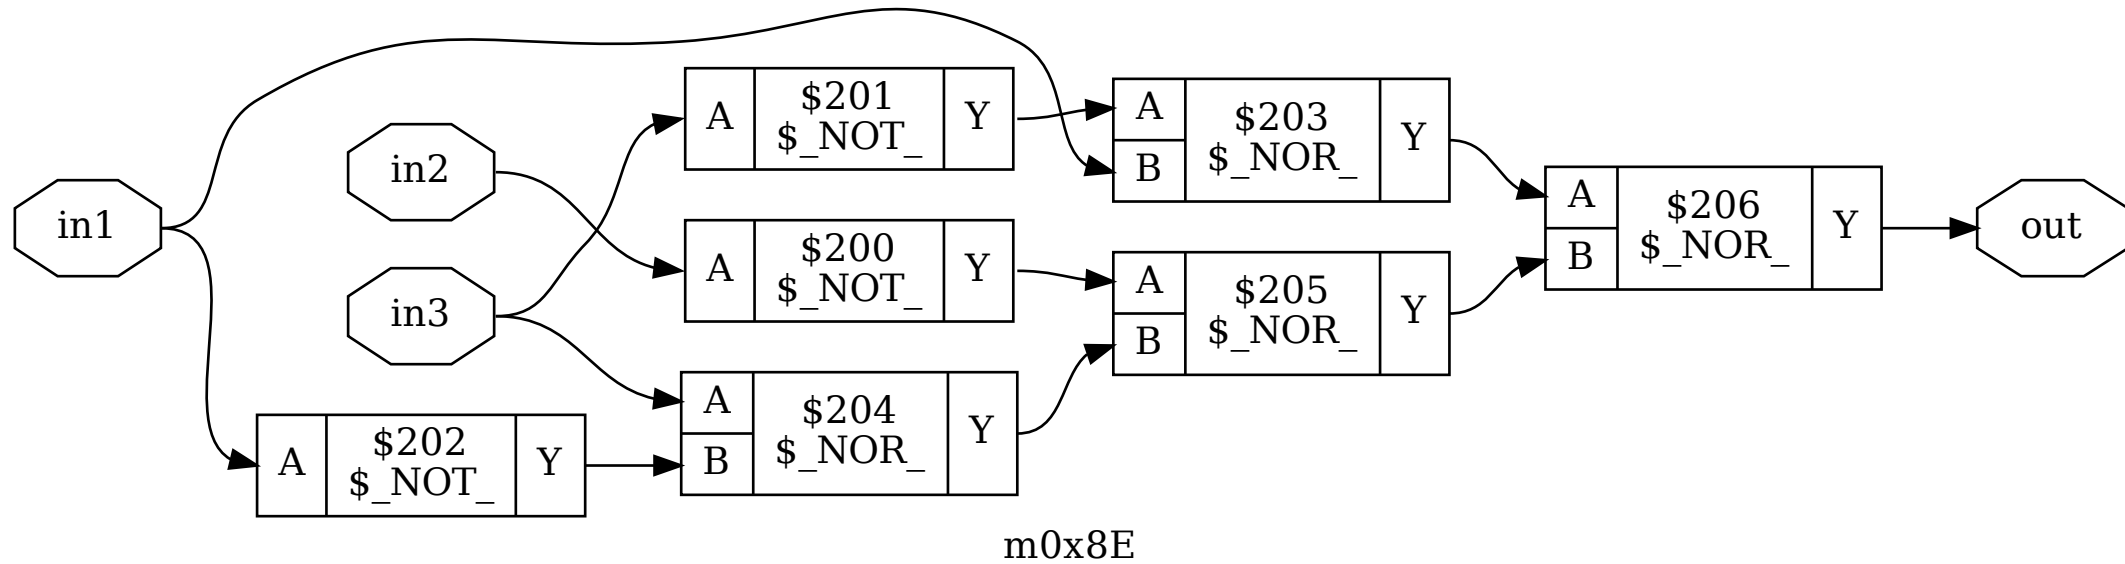 in1
in2
in3
A
$202
$_NOT_
Y
A
$201
$_NOT_
Y
A
$200
$_NOT_
Y
A
B
$204
$_NOR_
Y
A
B
$203
$_NOR_
Y
A
B
$205
$_NOR_
Y
A
B
$206
$_NOR_
Y
out
m0x8E